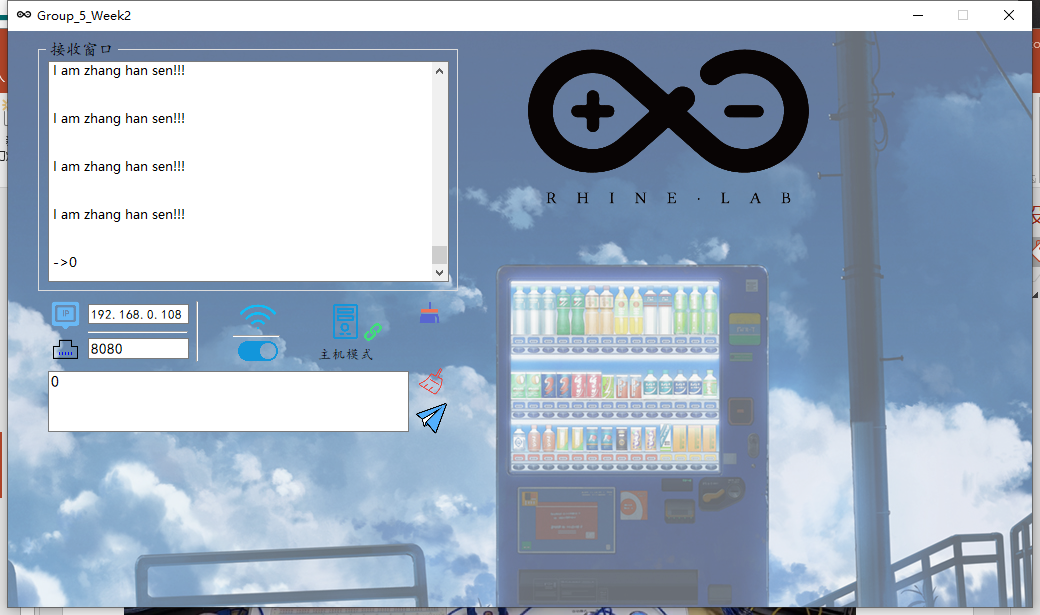 Group_5_Week2
接收窗口
I am zhang han sen!!!
I am zhang han sen!!!
I am zhang han sen!!!
I am zhang han sen!!!
->0
RHINE·LAB
IP
192.168.0.108
8080
主机模式
0